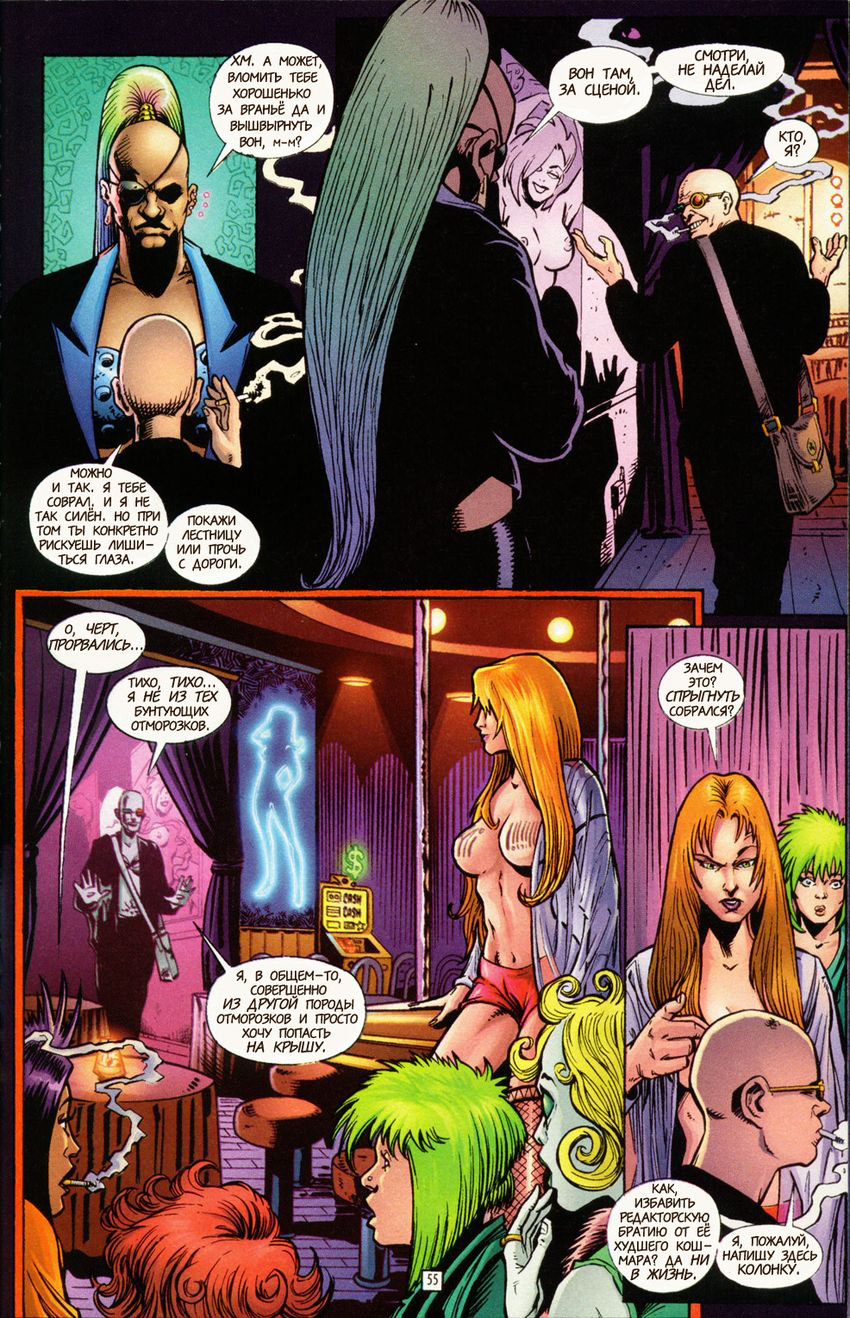 ХМ. А МОЖЕТ,
ВЛОМИТЬ ТЕБЕ
ХОРОШЕНЬКО
ЗА ВРАНЬЁ ДА И
ВЫШВЫРНУТЬ
ВОН, М-М?
МОЖНО
И ТАК. Я ТЕБЕ
СОВРАЛ, И Я НЕ
ТАК СИЛЁН. НО ПРИ
ТОМ ТЫ КОНКРЕТНО
РИСКУЕШЬ ЛИШИ-
ТЬСЯ ГЛАЗА.
ПОКАЖИ
ЛЕСТНИЦУ
ИЛИ ПРОЧЬ
С ДОРОГИ.
ВОН ТАМ,
ЗА СЦЕНОЙ.
СМОТРИ,
НЕ НАДЕЛАЙ
ДЕЛ.
КТО,
Я?
О, ЧЕРТ,
ПРОРВАЛИСЬ...
ТИХО, ТИХО...
Я НЕ ИЗ ТЕХ
БУНТУЮЩИХ
ОТМОРОЗКОВ.
$
CASH
CASH
Я, В ОБЩЕМ-ТО,
СОВЕРШЕННО
ИЗ ДРУГОЙ ПОРОДЫ
ОТМОРОЗКОВ И ПРОСТО
ХОЧУ ПОПАСТЬ
НА КРЫШУ.
ЗАЧЕМ
ЭТО?
СПРЫГНУТЬ
СОБРАЛСЯ?
КАК,
ИЗБАВИТЬ
РЕДАКТОРСКУЮ
БРАТИЮ ОТ ЕЁ
ХУДШЕГО КОШ-
МАРА? ДА НИ
В ЖИЗНЬ.
Я, ПОЖАЛУЙ,
НАПИШУ ЗДЕСЬ
КОЛОНКУ.
55